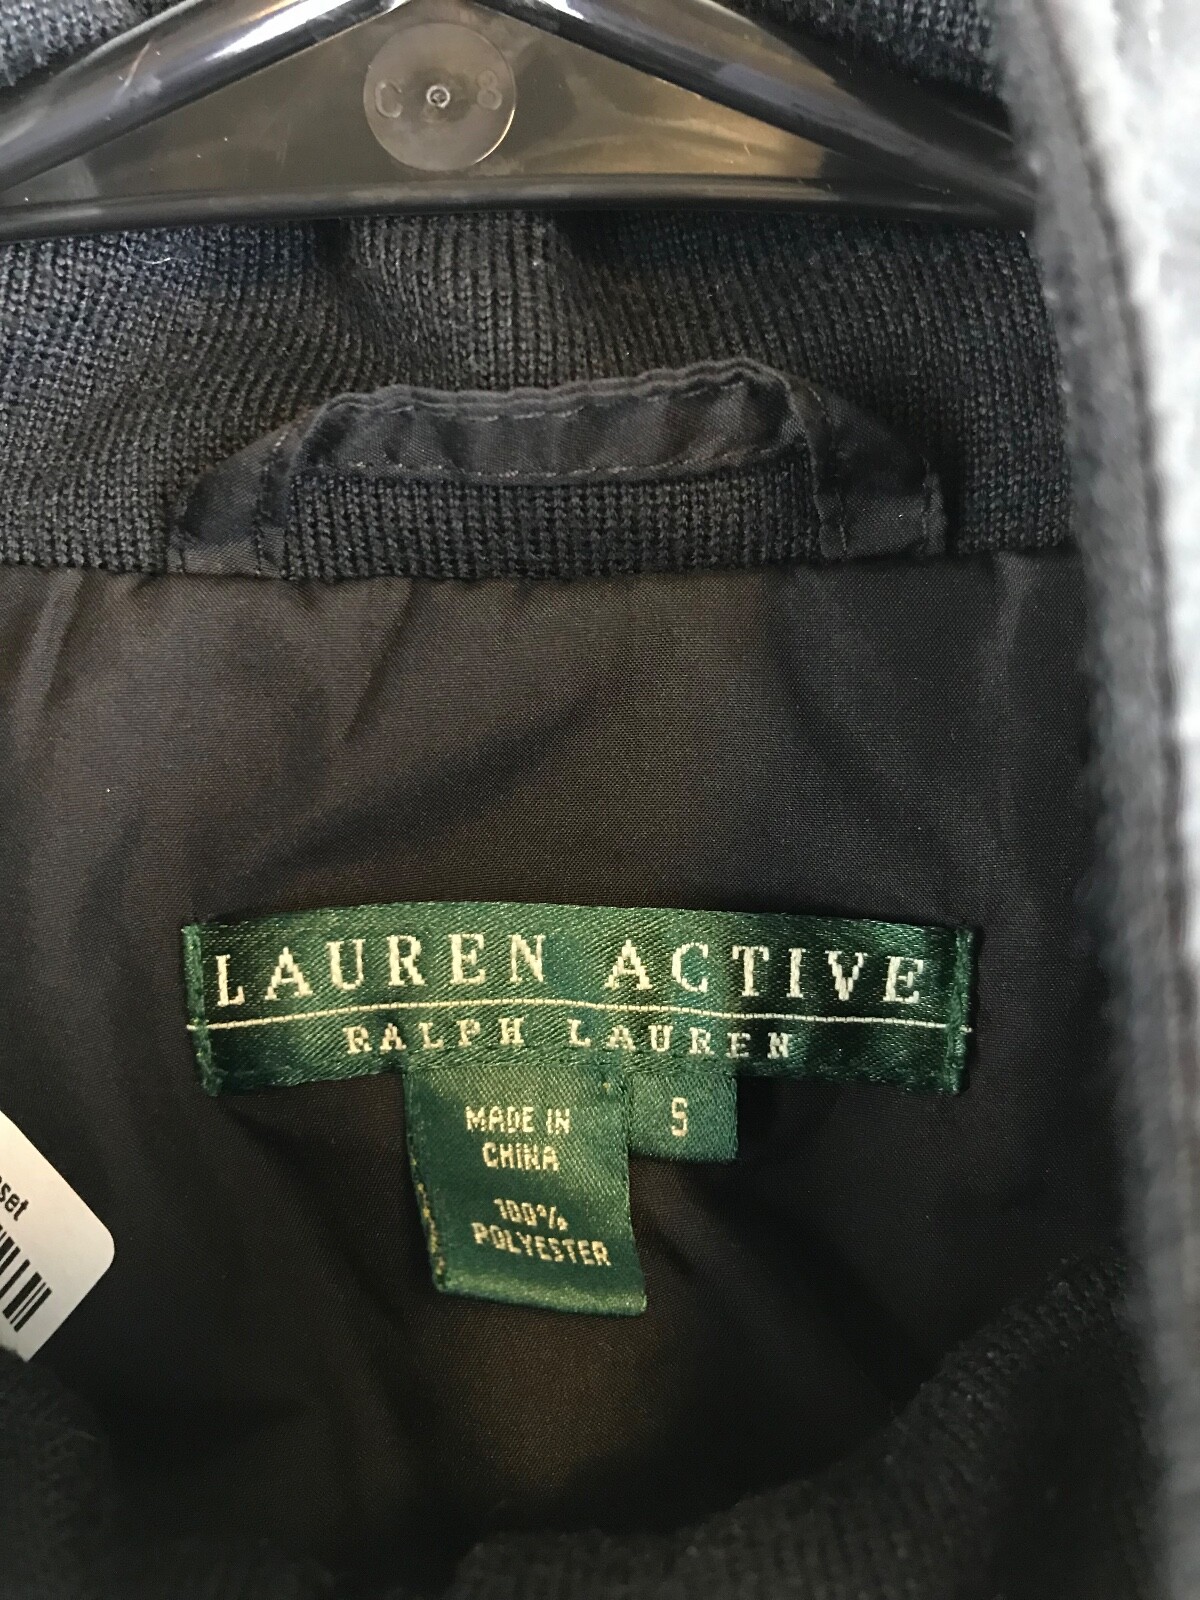 C 8
LAUREN ACTIVE
RALPH LAUREN
MADE IN
CHINA
100%
POLYESTER
S